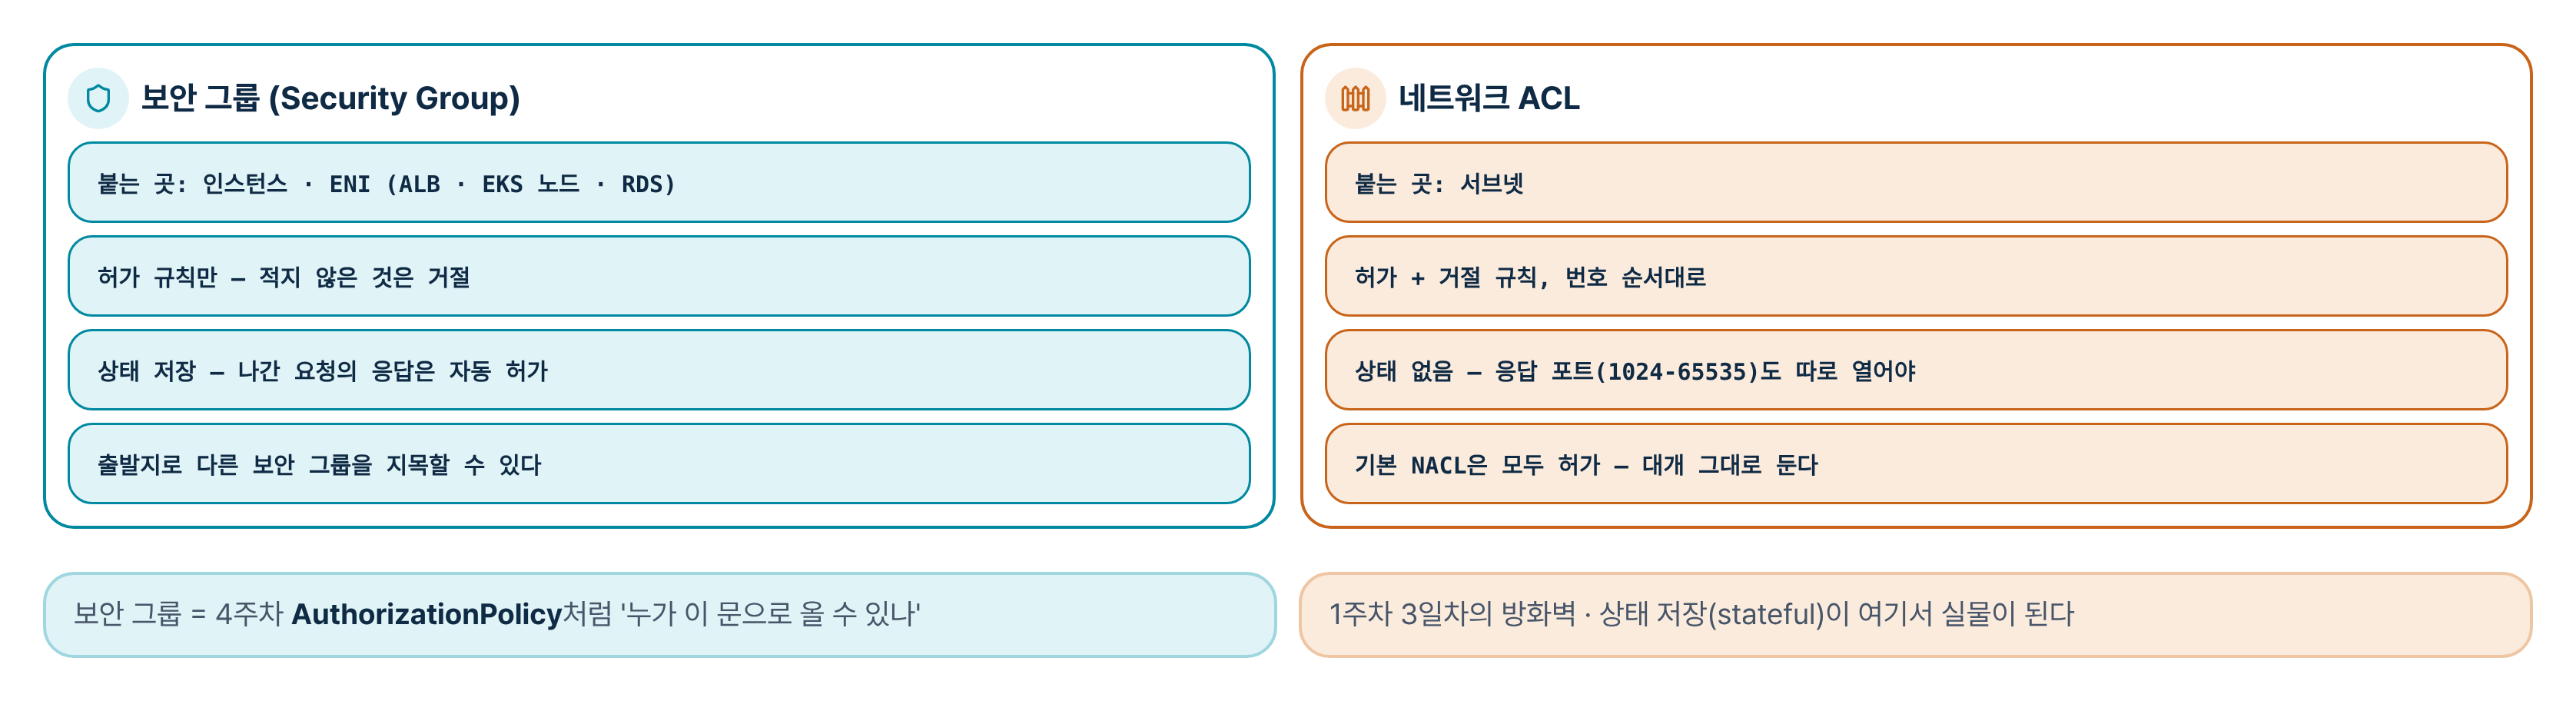 보안 그룹 (Security Group)
붙는 곳: 인스턴스 · ENI (ALB · EKS 노드 · RDS)
허가 규칙만 — 적지 않은 것은 거절
상태 저장 — 나간 요청의 응답은 자동 허가
출발지로 다른 보안 그룹을 지목할 수 있다
네트워크 ACL
붙는 곳: 서브넷
허가 + 거절 규칙, 번호 순서대로
상태 없음 — 응답 포트(1024-65535)도 따로 열어야
기본 NACL은 모두 허가 — 대개 그대로 둔다
보안 그룹 = 4주차 AuthorizationPolicy처럼 '누가 이 문으로 올 수 있나'
1주차 3일차의 방화벽 · 상태 저장(stateful)이 여기서 실물이 된다